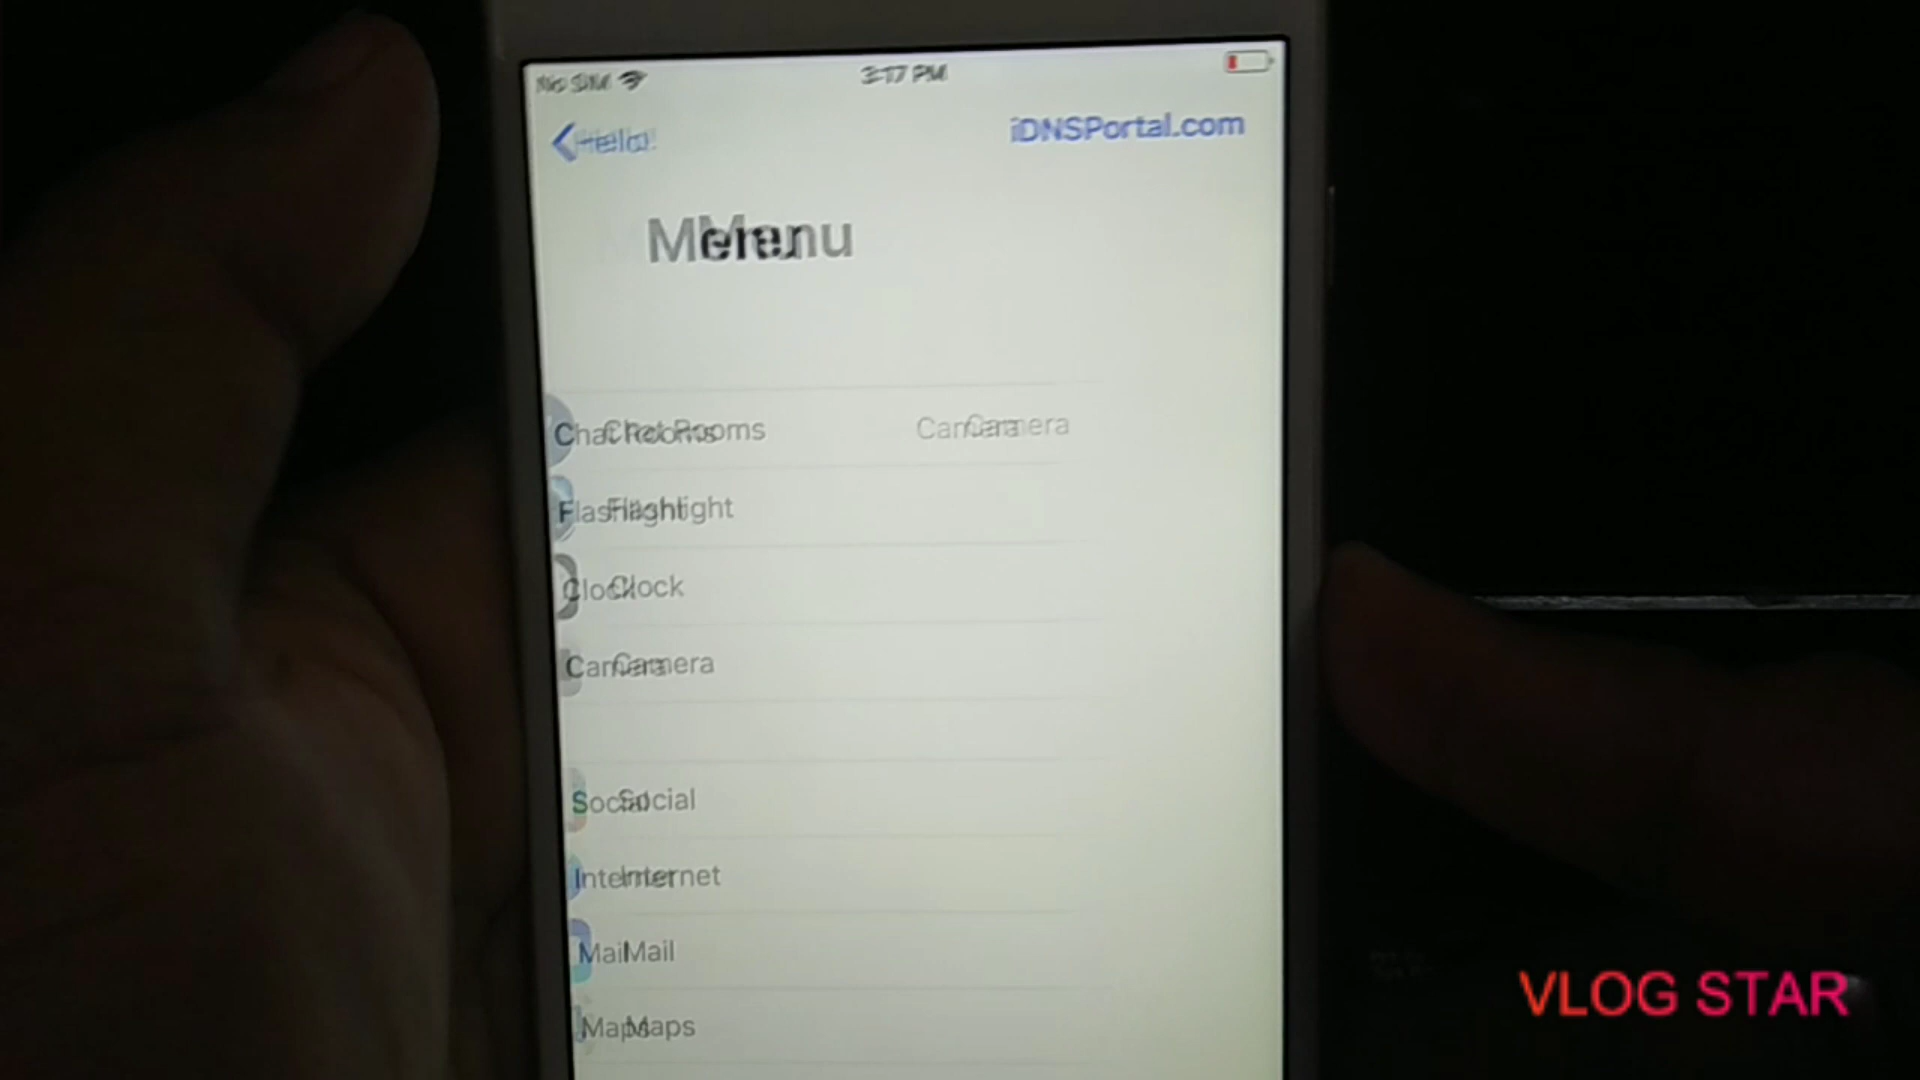 No SIM 3:17 PM
Hello! iDNSPortal.com
Menu
Chat Rooms Camera
Flashlight
Clock
Camera
Social
Internet
Mail
Maps
VLOG STAR